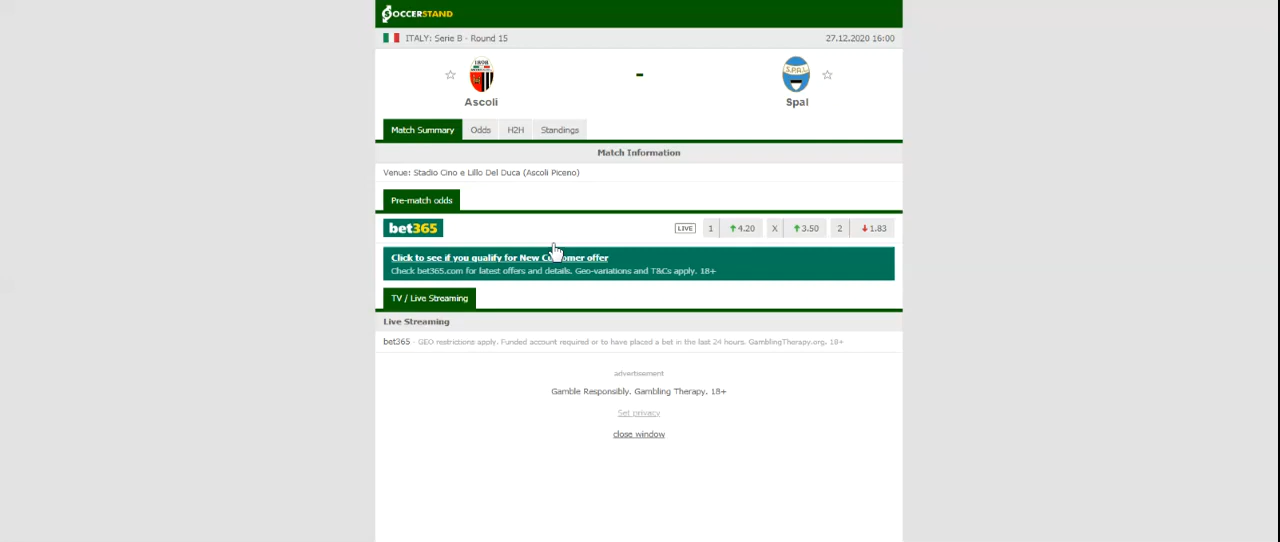 SOCCERSTAND
ITALY: Serie B - Round 15 27.12.2020 16:00
-
Ascoli Spal
Match Summary Odds H2H Standings
Match Information
Venue: Stadio Cino e Lillo Del Duca (Ascoli Piceno)
Pre-match odds
bet365 LIVE 1 4.20 X 3.50 2 1.83
Click to see if you qualify for New Customer offer
Check bet365.com for latest offers and details. Geo-variations and T&Cs apply. 18+
TV / Live Streaming
Live Streaming
bet365 - GEO restrictions apply. Funded account required or to have placed a bet in the last 24 hours. GamblingTherapy.org. 18+
advertisement
Gamble Responsibly. Gambling Therapy. 18+
Set privacy
close window